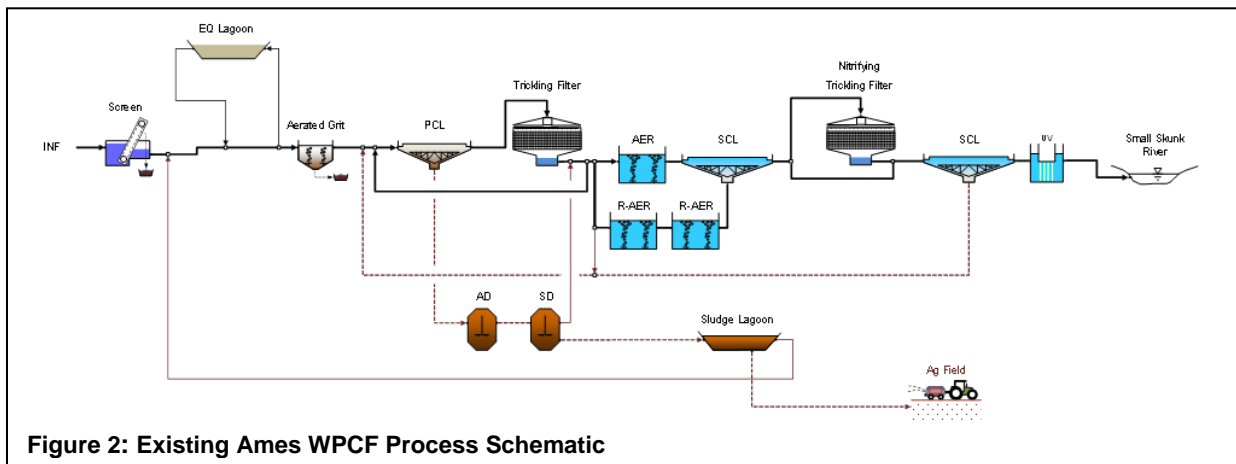 EQ Lagoon
Screen
INF
Aerated Grit
PCL
Trickling Filter
AER
SCL
R-AER
R-AER
Nitrifying
Trickling Filter
SCL
UV
Small Skunk
River
AD
SD
Sludge Lagoon
Ag Field
Figure 2: Existing Ames WPCF Process Schematic